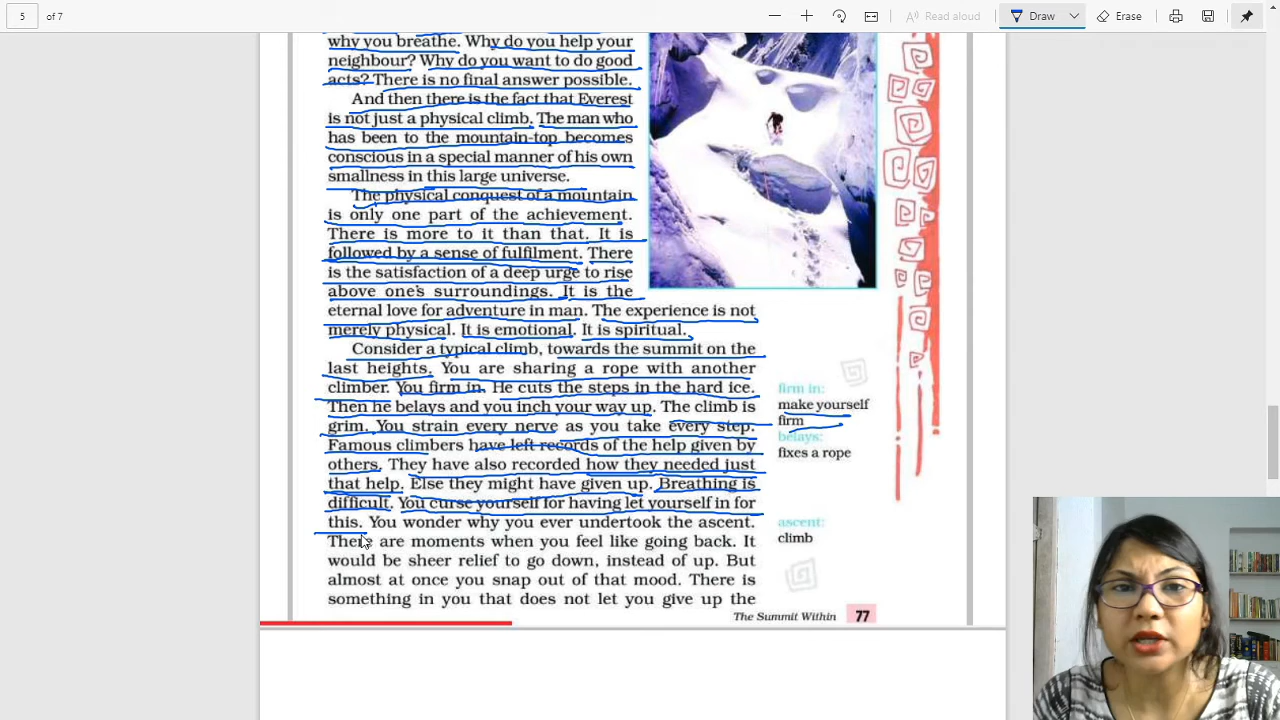 5 of 7
Read aloud
Draw
Erase
why you breathe. Why do you help your
neighbour? Why do you want to do good
acts? There is no final answer possible.
And then there is the fact that Everest
is not just a physical climb. The man who
has been to the mountain-top becomes
conscious in a special manner of his own
smallness in this large universe.
The physical conquest of a mountain
is only one part of the achievement.
There is more to it than that. It is
followed by a sense of fulfilment. There
is the satisfaction of a deep urge to rise
above one's surroundings. It is the
eternal love for adventure in man. The experience is not
merely physical. It is emotional. It is spiritual.
Consider a typical climb, towards the summit on the
last heights. You are sharing a rope with another
climber. You firm in. He cuts the steps in the hard ice.
Then he belays and you inch your way up. The climb is
grim. You strain every nerve as you take every step.
Famous climbers have left records of the help given by
others. They have also recorded how they needed just
that help. Else they might have given up. Breathing is
difficult. You curse yourself for having let yourself in for
this. You wonder why you ever undertook the ascent.
There are moments when you feel like going back. It
would be sheer relief to go down, instead of up. But
almost at once you snap out of that mood. There is
something in you that does not let you give up the
firm in:
make yourself
firm
belays:
fixes a rope
ascent:
climb
The Summit Within 77